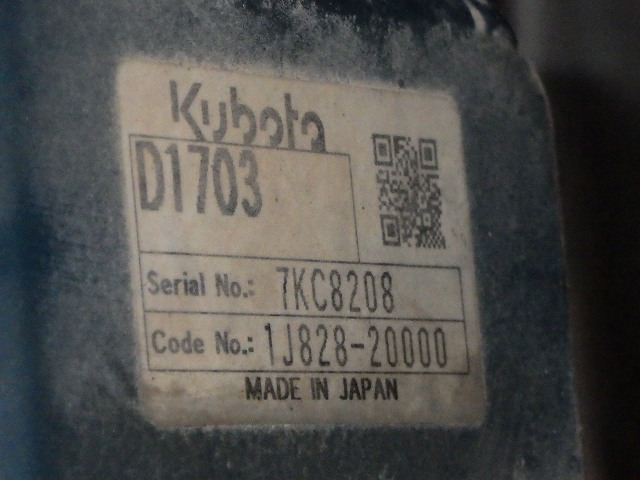 Kubota
D1703
Serial No.: 7KC8208
Code No.: 1J828-20000
MADE IN JAPAN